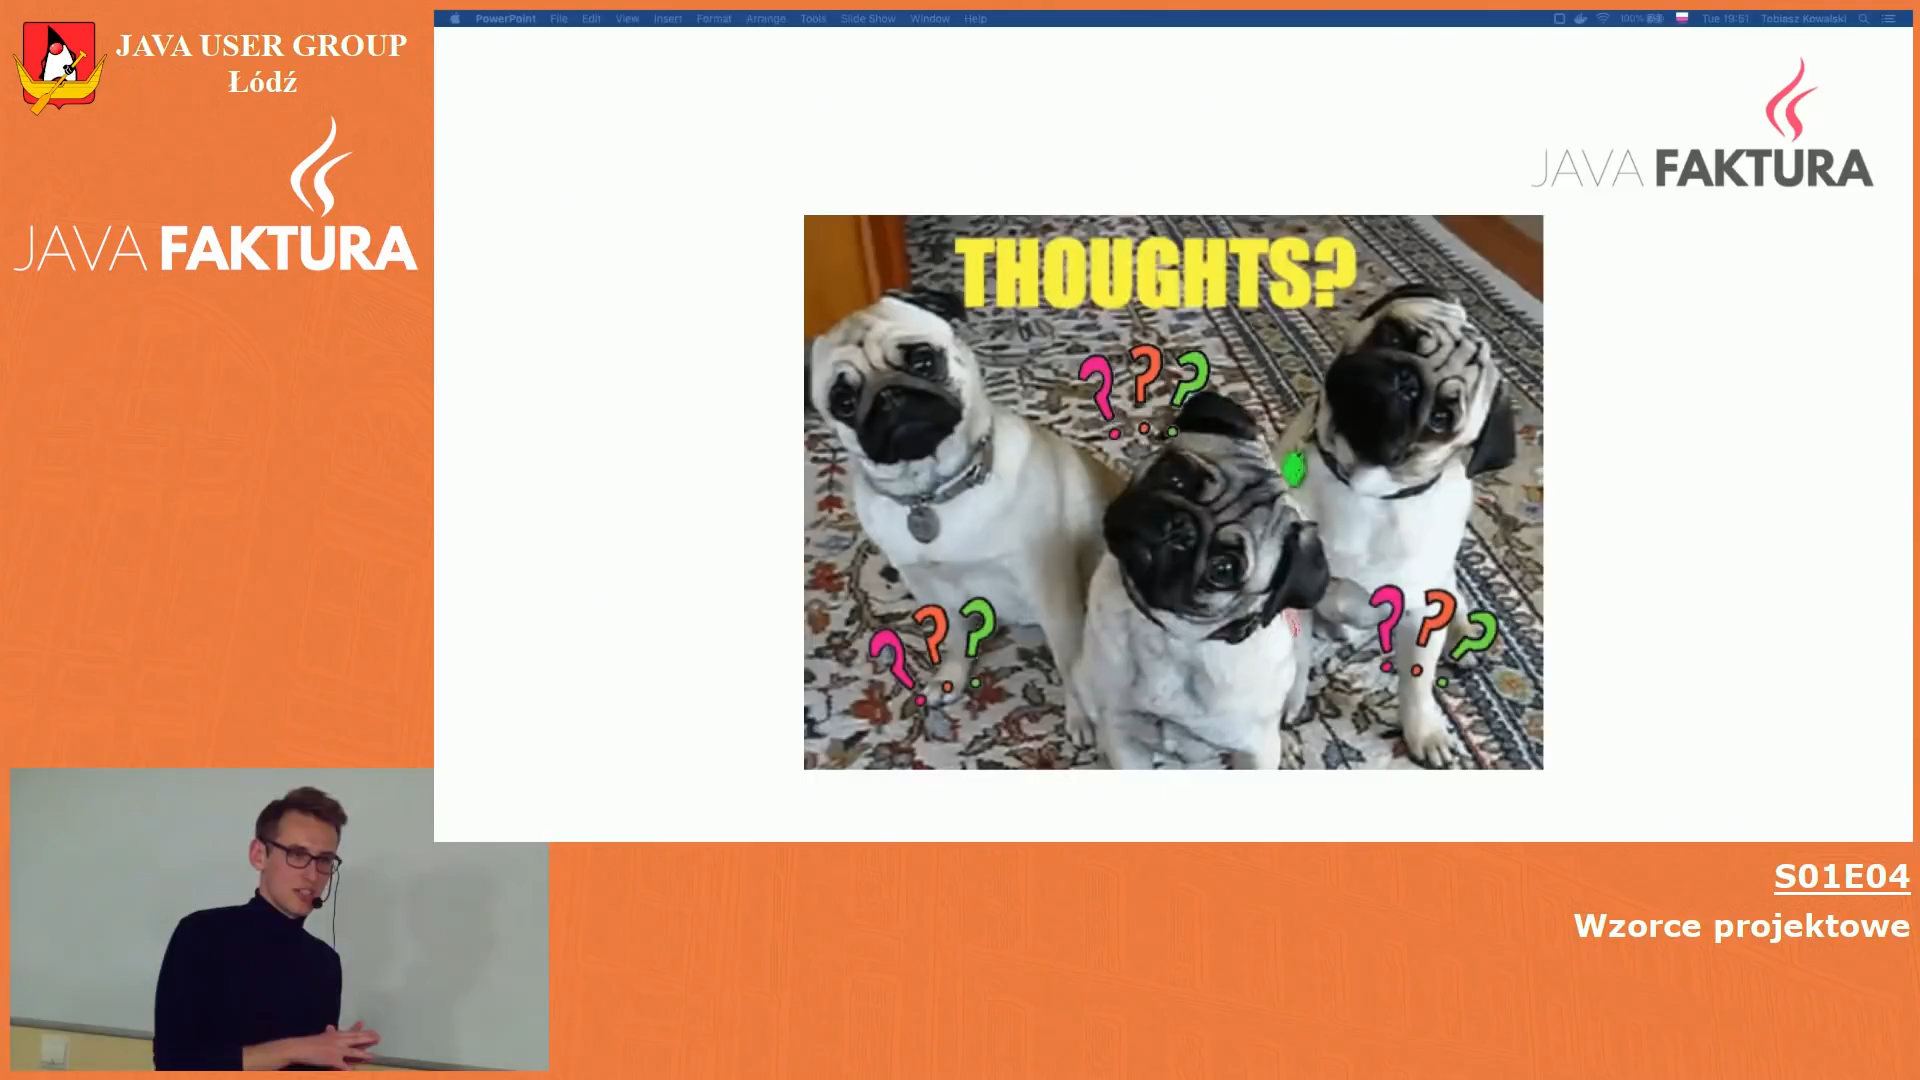 JAVA USER GROUP
Łódź
JAVA FAKTURA
PowerPoint File Edit View Insert Format Arrange Tools Slide Show Window Help
100% Tue 19:51 Tobiasz Kowalski
JAVA FAKTURA
THOUGHTS?
? ? ?
? ? ?
? ? ?
S01E04
Wzorce projektowe